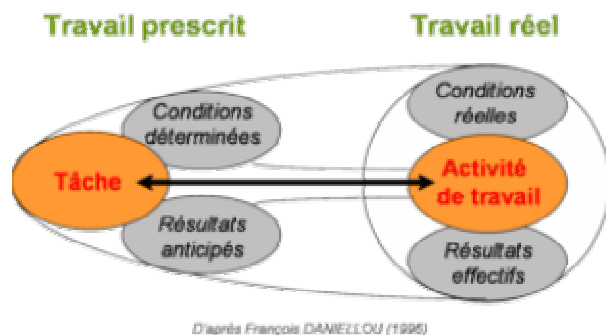 Travail prescrit
Travail réel
Conditions
déterminées
Conditions
réelles
Tâche
Activité
de travail
Résultats
anticipés
Résultats
effectifs
D'après François DANIELLOU (1996)